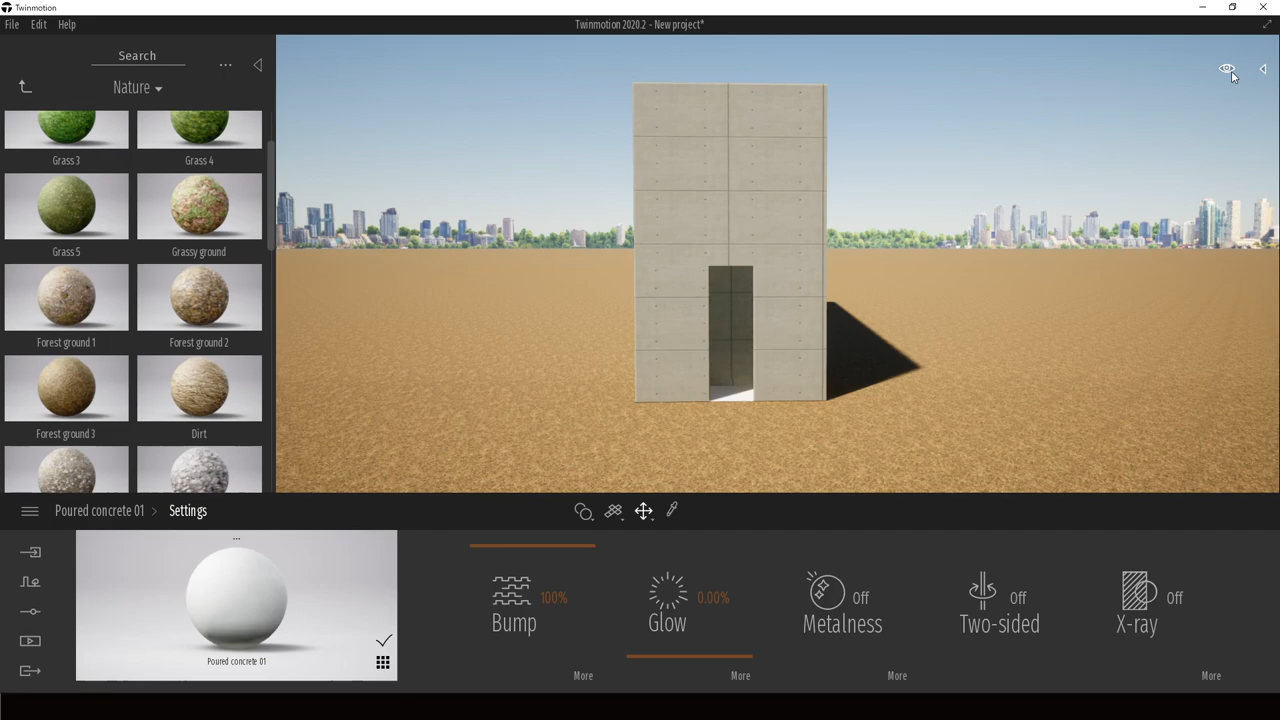 Twinmotion
File Edit Help
Twinmotion 2020.2 - New project*
Search
...
Nature
Grass 3
Grass 4
Grass 5
Grassy ground
Forest ground 1
Forest ground 2
Forest ground 3
Dirt
Poured concrete 01 > Settings
...
Poured concrete 01
100%
Bump
More
0.00%
Glow
More
Off
Metalness
More
Off
Two-sided
Off
X-ray
More